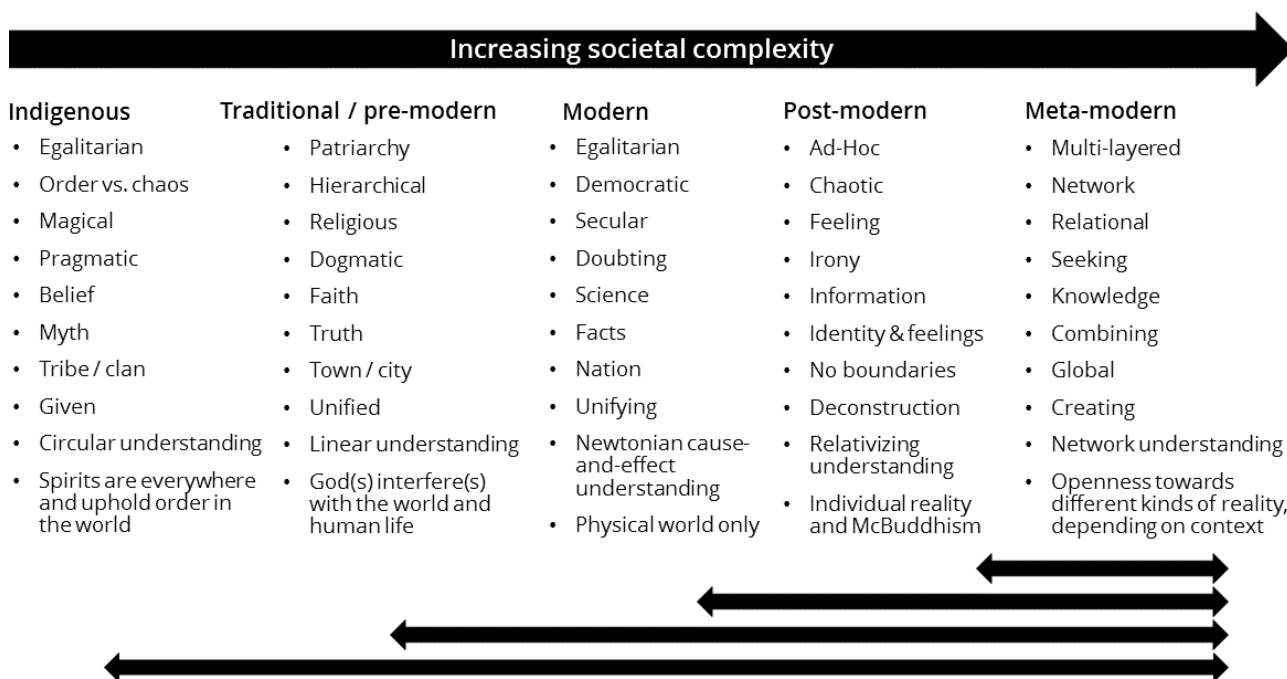 Increasing societal complexity
Indigenous
• Egalitarian
• Order vs. chaos
• Magical
• Pragmatic
• Belief
• Myth
• Tribe / clan
• Given
• Circular understanding
• Spirits are everywhere
and uphold order in
the world
Traditional / pre-modern
• Patriarchy
• Hierarchical
• Religious
• Dogmatic
• Faith
• Truth
• Town / city
• Unified
• Linear understanding
• God(s) interfere(s)
with the world and
human life
Modern
• Egalitarian
• Democratic
• Secular
• Doubting
• Science
• Facts
• Nation
• Unifying
• Newtonian cause-
and-effect
understanding
• Physical world only
Post-modern
• Ad-Hoc
• Chaotic
• Feeling
• Irony
• Information
• Identity & feelings
• No boundaries
• Deconstruction
• Relativizing
understanding
• Individual reality
and McBuddhism
Meta-modern
• Multi-layered
• Network
• Relational
• Seeking
• Knowledge
• Combining
• Global
• Creating
• Network understanding
• Openness towards
different kinds of reality,
depending on context